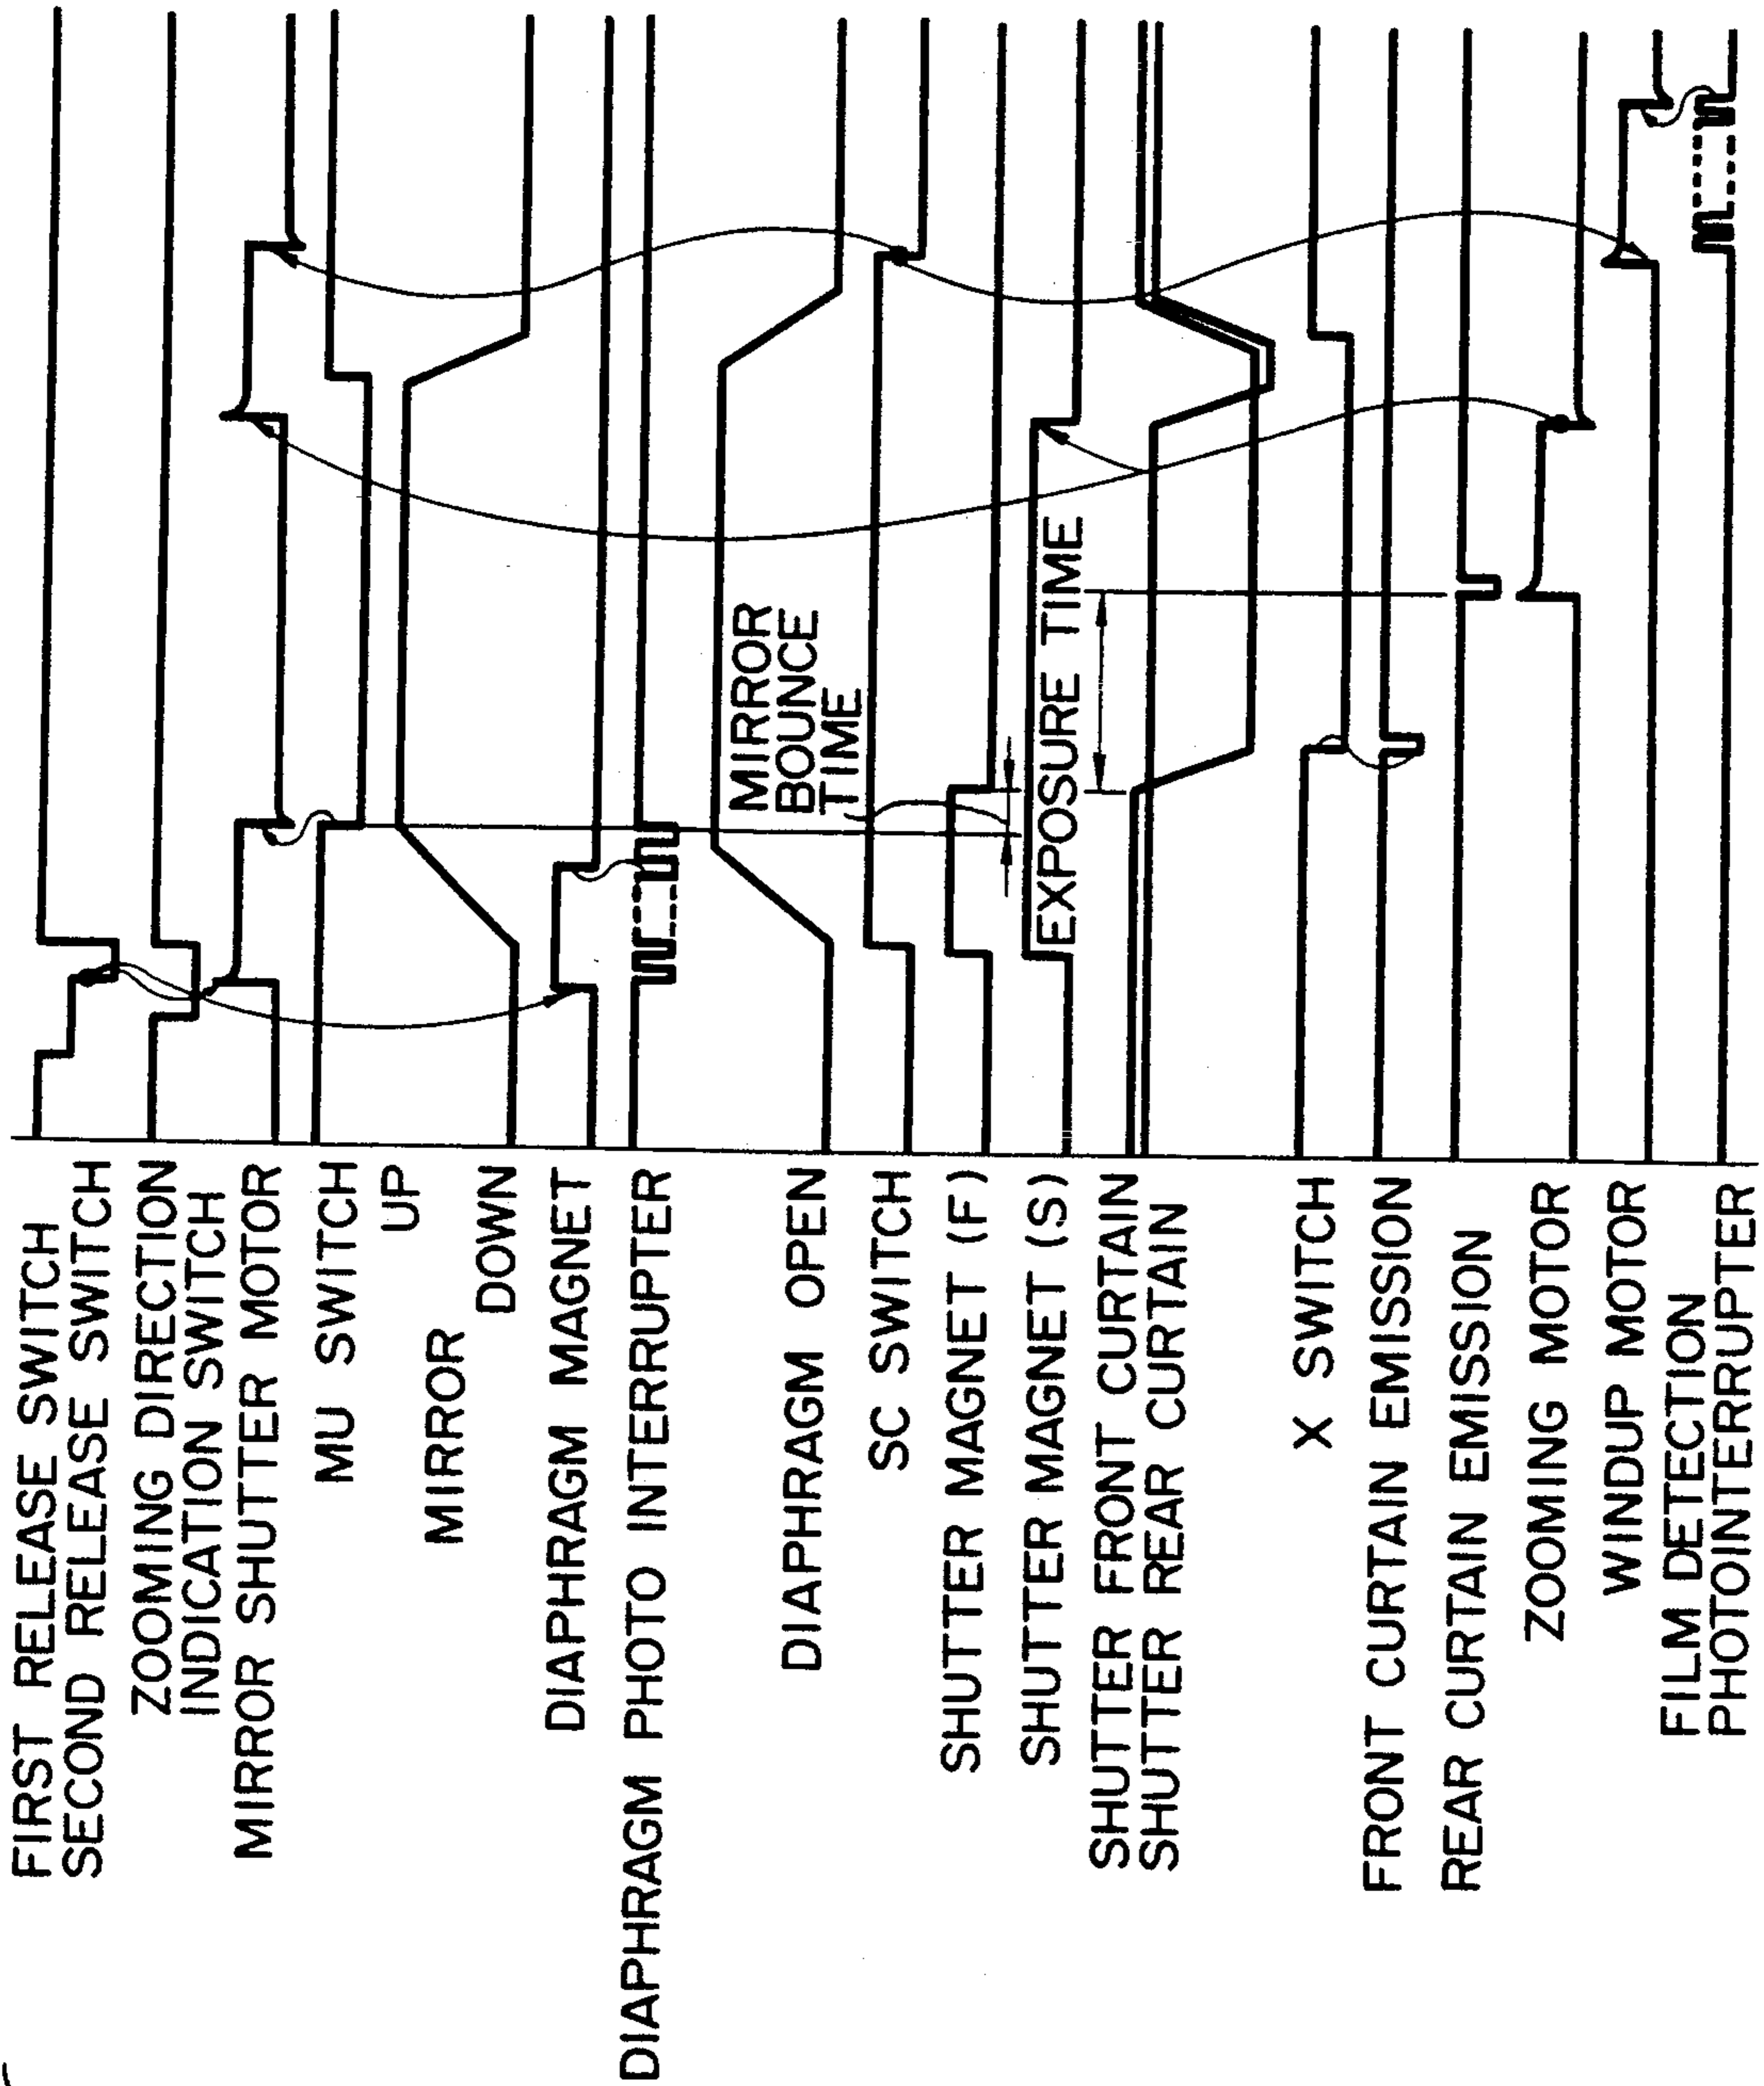 FIRST RELEASE SWITCH
SECOND RELEASE SWITCH
ZOOMING DIRECTION
INDICATION SWITCH
MIRROR SHUTTER MOTOR
MU SWITCH
UP
MIRROR
DOWN
DIAPHRAGM MAGNET
DIAPHRAGM PHOTO INTERRUPTER
DIAPHRAGM OPEN
SC SWITCH
SHUTTER MAGNET (F)
SHUTTER MAGNET (S)
SHUTTER FRONT CURTAIN
SHUTTER REAR CURTAIN
X SWITCH
FRONT CURTAIN EMISSION
REAR CURTAIN EMISSION
ZOOMING MOTOR
WINDUP MOTOR
FILM DETECTION
PHOTOINTERRUPTER
MIRROR
BOUNCE
TIME
EXPOSURE TIME